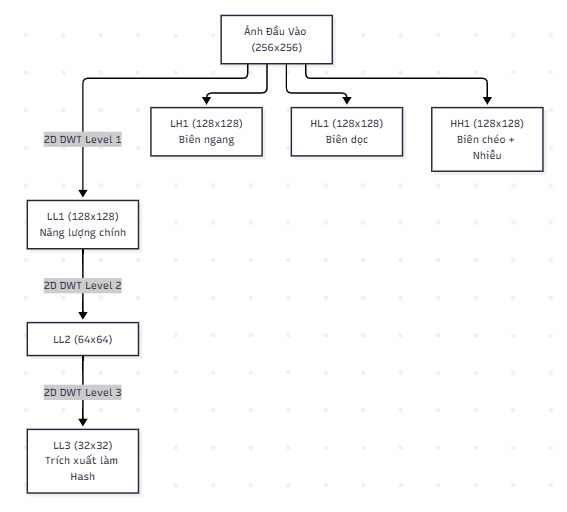 Ảnh Đầu Vào
(256x256)
LH1 (128x128)
Biên ngang
HL1 (128x128)
Biên dọc
HH1 (128x128)
Biên chéo +
Nhiễu
2D DWT Level 1
LL1 (128x128)
Năng lượng chính
2D DWT Level 2
LL2 (64x64)
2D DWT Level 3
LL3 (32x32)
Trích xuất làm
Hash